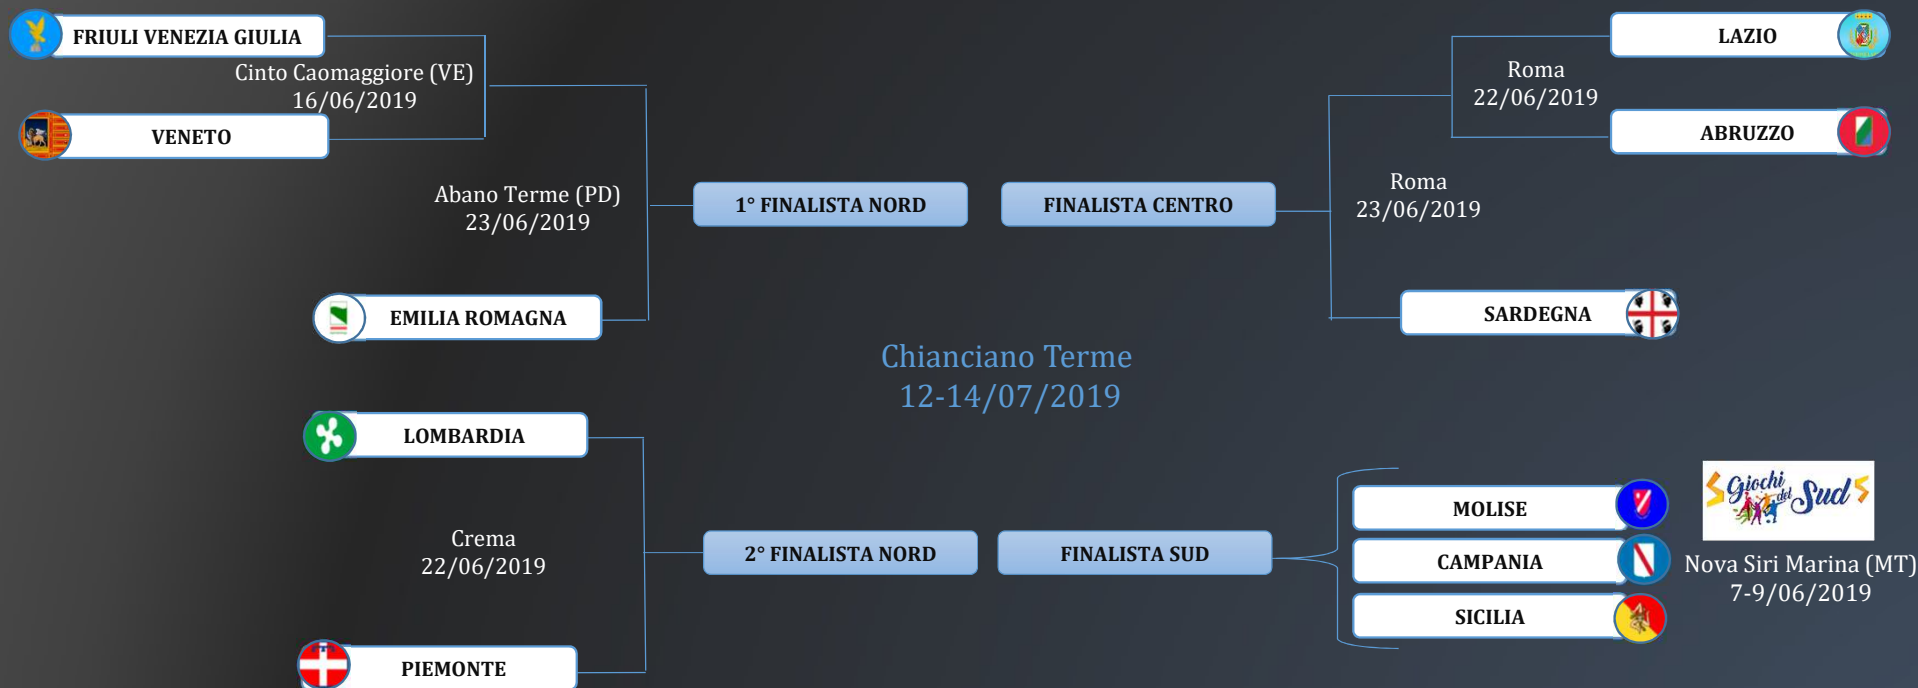 FRIULI VENEZIA GIULIA
Cinto Caomaggiore (VE)
16/06/2019
VENETO
Abano Terme (PD)
23/06/2019
1° FINALISTA NORD
EMILIA ROMAGNA
LAZIO
Roma
22/06/2019
ABRUZZO
Roma
23/06/2019
FINALISTA CENTRO
SARDEGNA
Chianciano Terme
12-14/07/2019
LOMBARDIA
Crema
22/06/2019
2° FINALISTA NORD
PIEMONTE
FINALISTA SUD
MOLISE
CAMPANIA
SICILIA
Giochi del Sud
Nova Siri Marina (MT)
7-9/06/2019